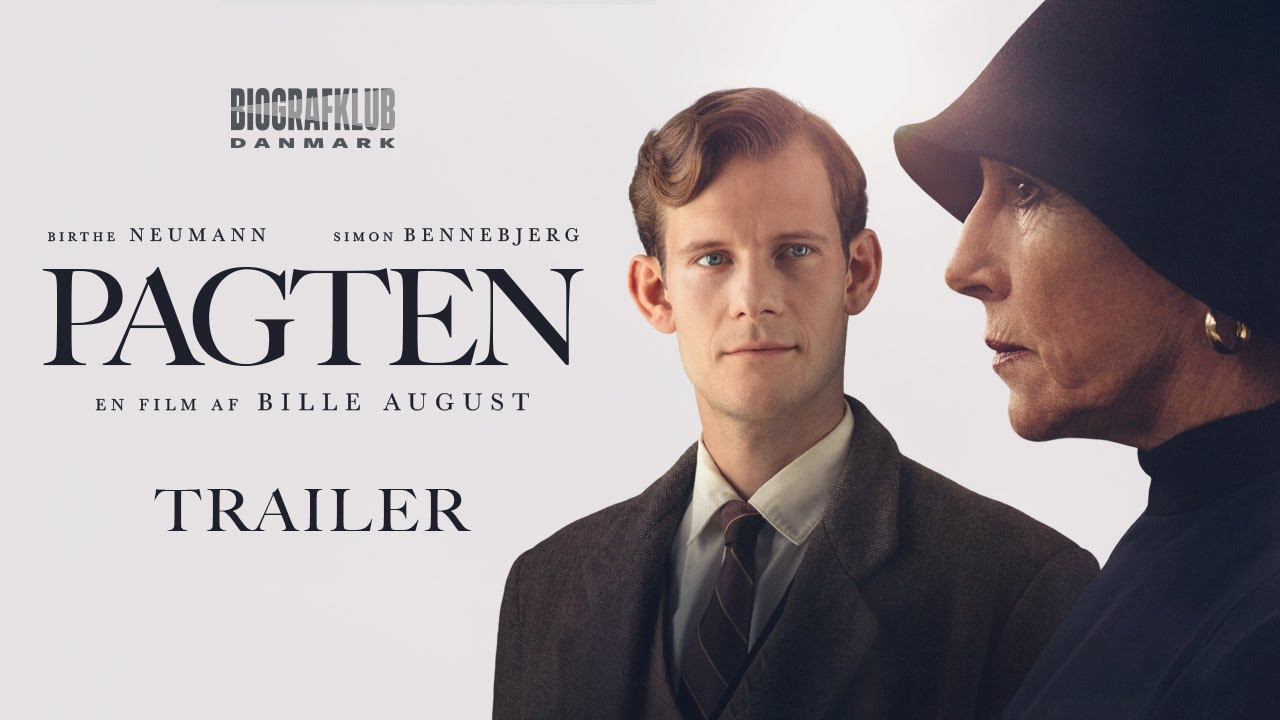 BIOGRAFKLUB
DANMARK
BIRTHE NEUMANN SIMON BENNEBJERG
PAGTEN
EN FILM AF BILLE AUGUST
TRAILER